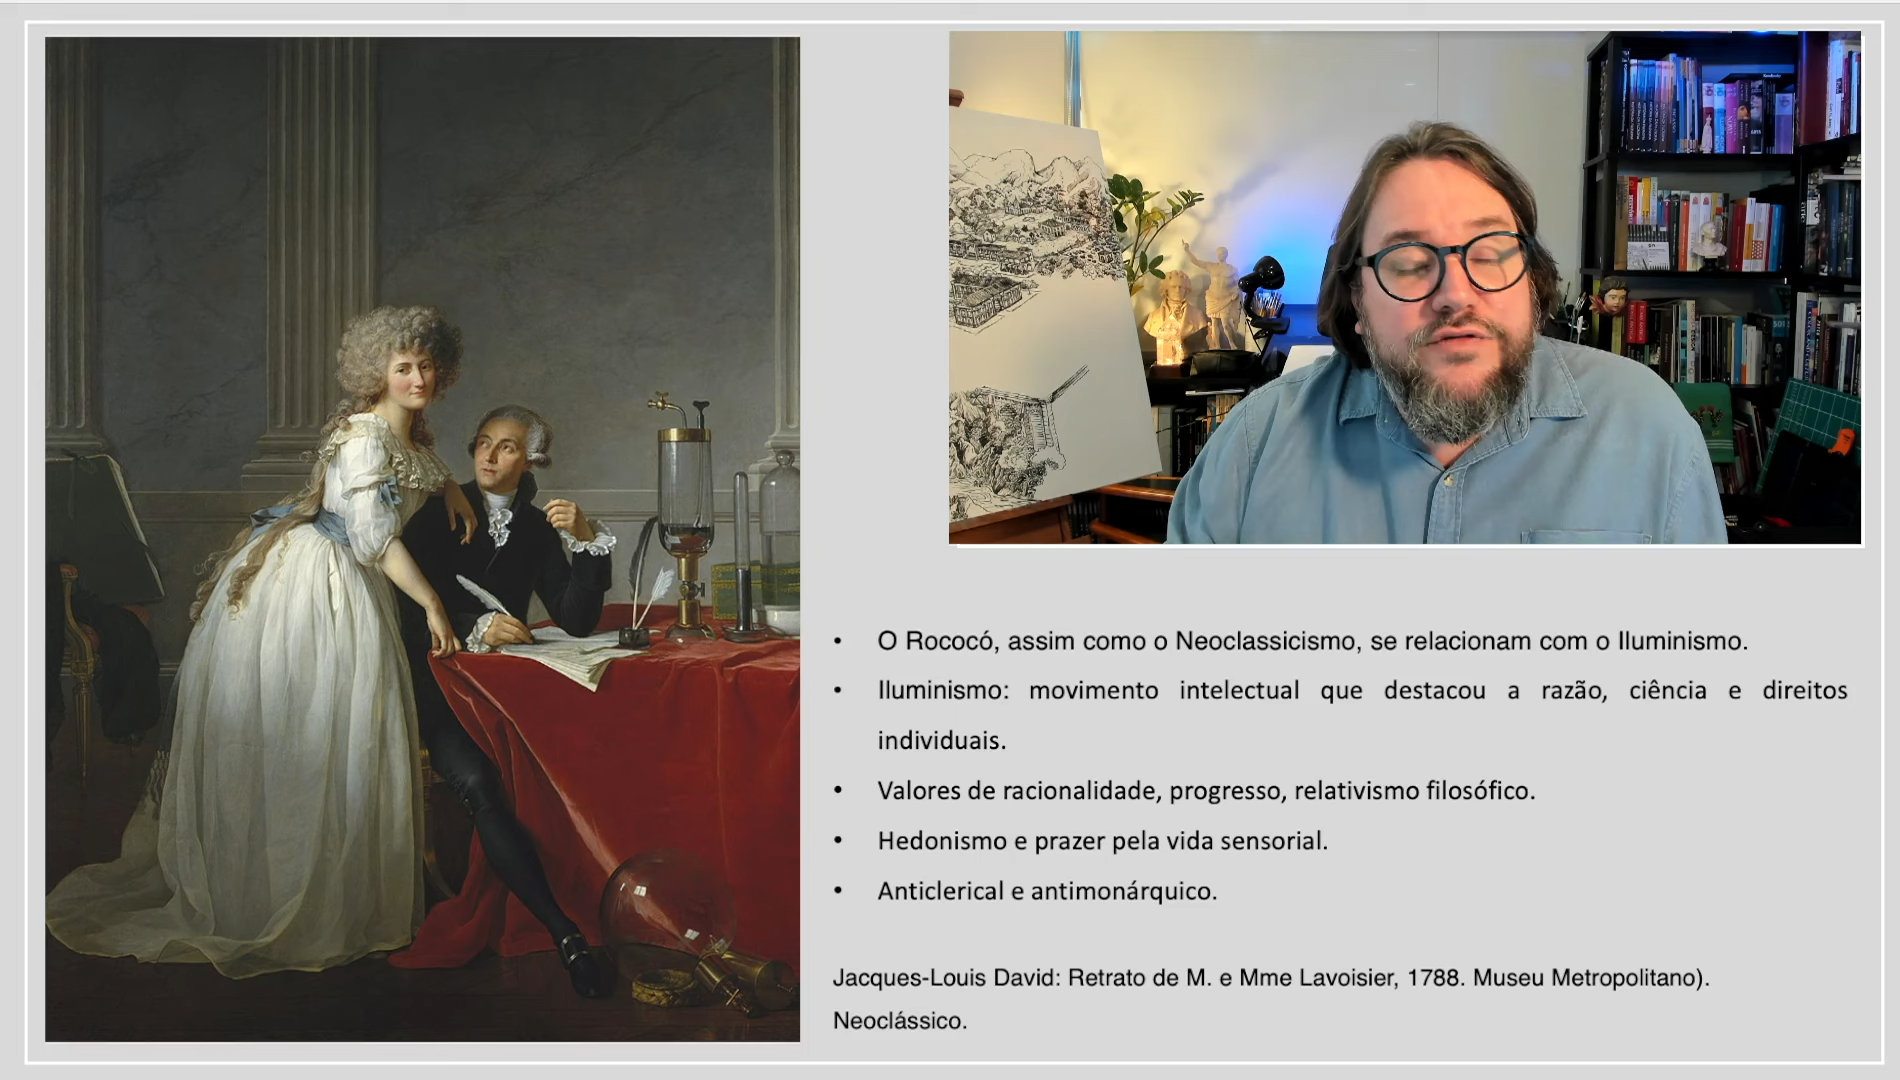 • O Rococó, assim como o Neoclassicismo, se relacionam com o Iluminismo.
• Iluminismo: movimento intelectual que destacou a razão, ciência e direitos
individuais.
• Valores de racionalidade, progresso, relativismo filosófico.
• Hedonismo e prazer pela vida sensorial.
• Anticlerical e antimonárquico.
Jacques-Louis David: Retrato de M. e Mme Lavoisier, 1788. Museu Metropolitano).
Neoclássico.